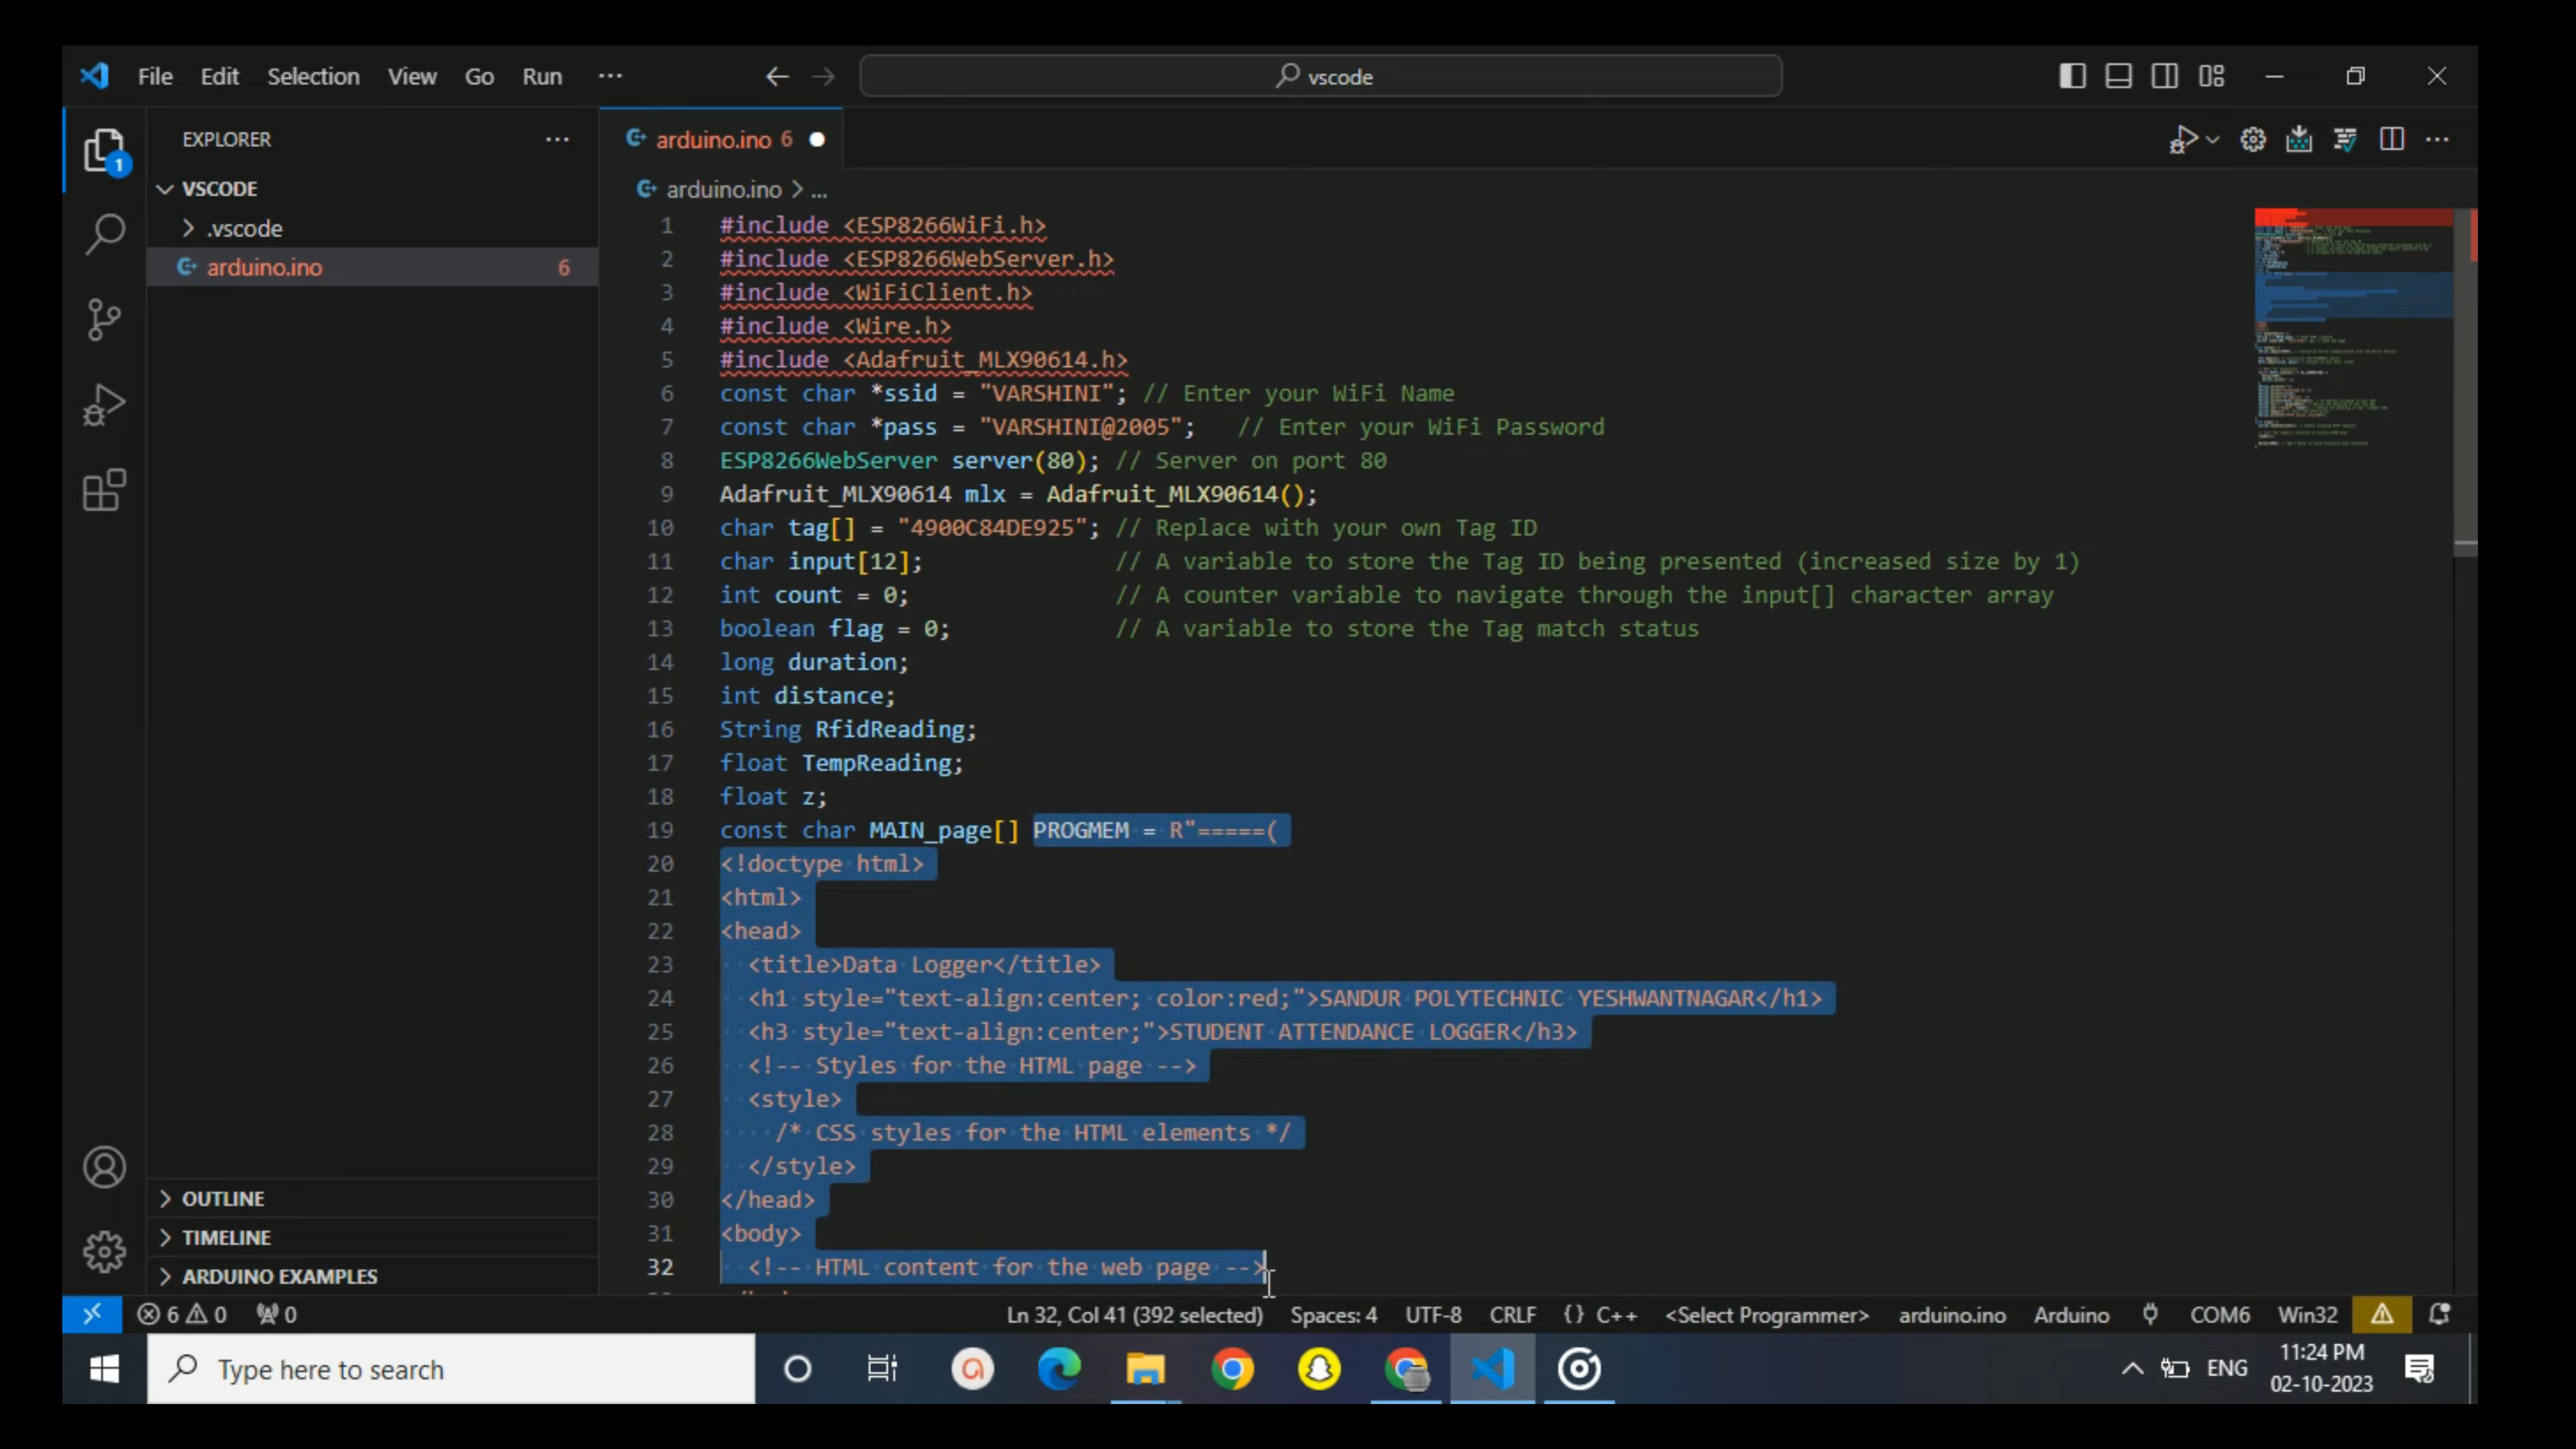 File Edit Selection View Go Run ··· vscode
EXPLORER ···
VSCODE
.vscode
arduino.ino 6
OUTLINE
TIMELINE
ARDUINO EXAMPLES
1
arduino.ino 6
arduino.ino > ...
1 #include <ESP8266WiFi.h>
2 #include <ESP8266WebServer.h>
3 #include <WiFiClient.h>
4 #include <Wire.h>
5 #include <Adafruit_MLX90614.h>
6 const char *ssid = "VARSHINI"; // Enter your WiFi Name
7 const char *pass = "VARSHINI@2005";   // Enter your WiFi Password
8 ESP8266WebServer server(80); // Server on port 80
9 Adafruit_MLX90614 mlx = Adafruit_MLX90614();
10 char tag[] = "4900C84DE925"; // Replace with your own Tag ID
11 char input[12];              // A variable to store the Tag ID being presented (increased size by 1)
12 int count = 0;               // A counter variable to navigate through the input[] character array
13 boolean flag = 0;            // A variable to store the Tag match status
14 long duration;
15 int distance;
16 String RfidReading;
17 float TempReading;
18 float z;
19 const char MAIN_page[] PROGMEM = R"=====(
20 <!doctype html>
21 <html>
22 <head>
23   <title>Data Logger</title>
24   <h1 style="text-align:center; color:red;">SANDUR POLYTECHNIC YESHWANTNAGAR</h1>
25   <h3 style="text-align:center;">STUDENT ATTENDANCE LOGGER</h3>
26   <!-- Styles for the HTML page -->
27   <style>
28     /* CSS styles for the HTML elements */
29   </style>
30 </head>
31 <body>
32   <!-- HTML content for the web page -->
6 0 0 Ln 32, Col 41 (392 selected) Spaces: 4 UTF-8 CRLF {} C++ <Select Programmer> arduino.ino Arduino COM6 Win32
Type here to search ENG 11:24 PM
02-10-2023